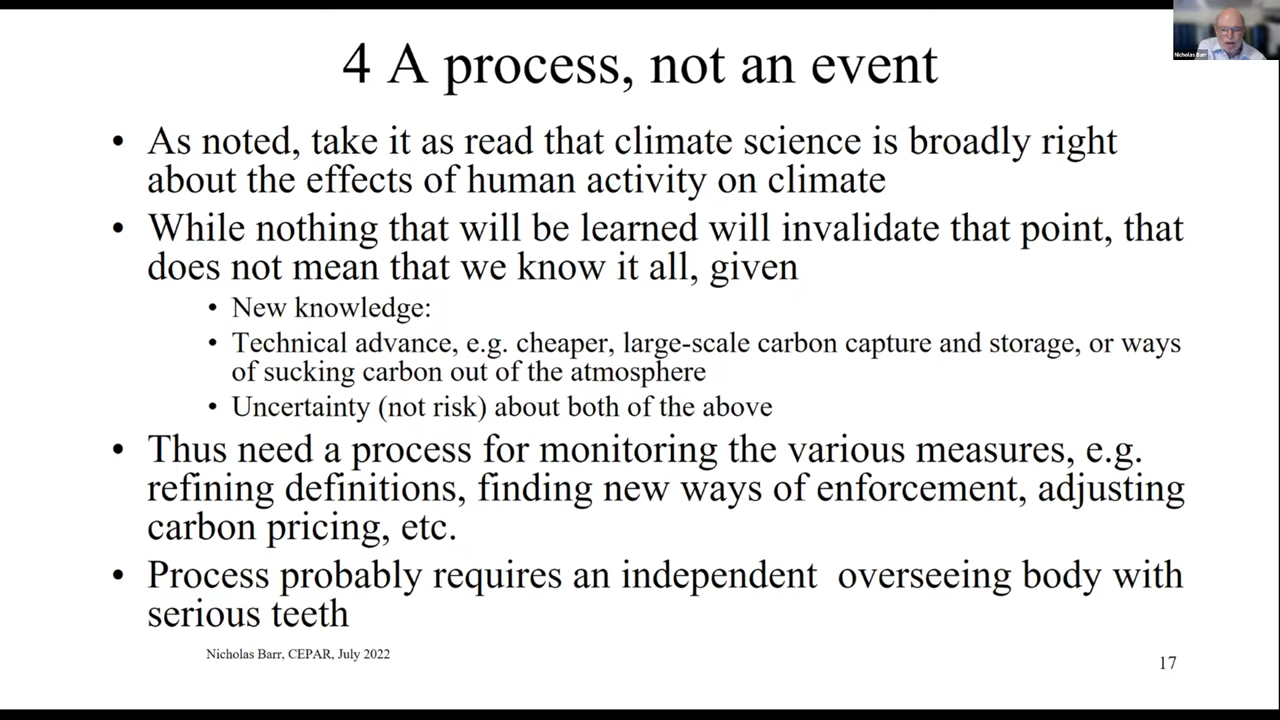 Nicholas Barr
4 A process, not an event
• As noted, take it as read that climate science is broadly right
about the effects of human activity on climate
• While nothing that will be learned will invalidate that point, that
does not mean that we know it all, given
• New knowledge:
• Technical advance, e.g. cheaper, large-scale carbon capture and storage, or ways
of sucking carbon out of the atmosphere
• Uncertainty (not risk) about both of the above
• Thus need a process for monitoring the various measures, e.g.
refining definitions, finding new ways of enforcement, adjusting
carbon pricing, etc.
• Process probably requires an independent  overseeing body with
serious teeth
Nicholas Barr, CEPAR, July 2022
17